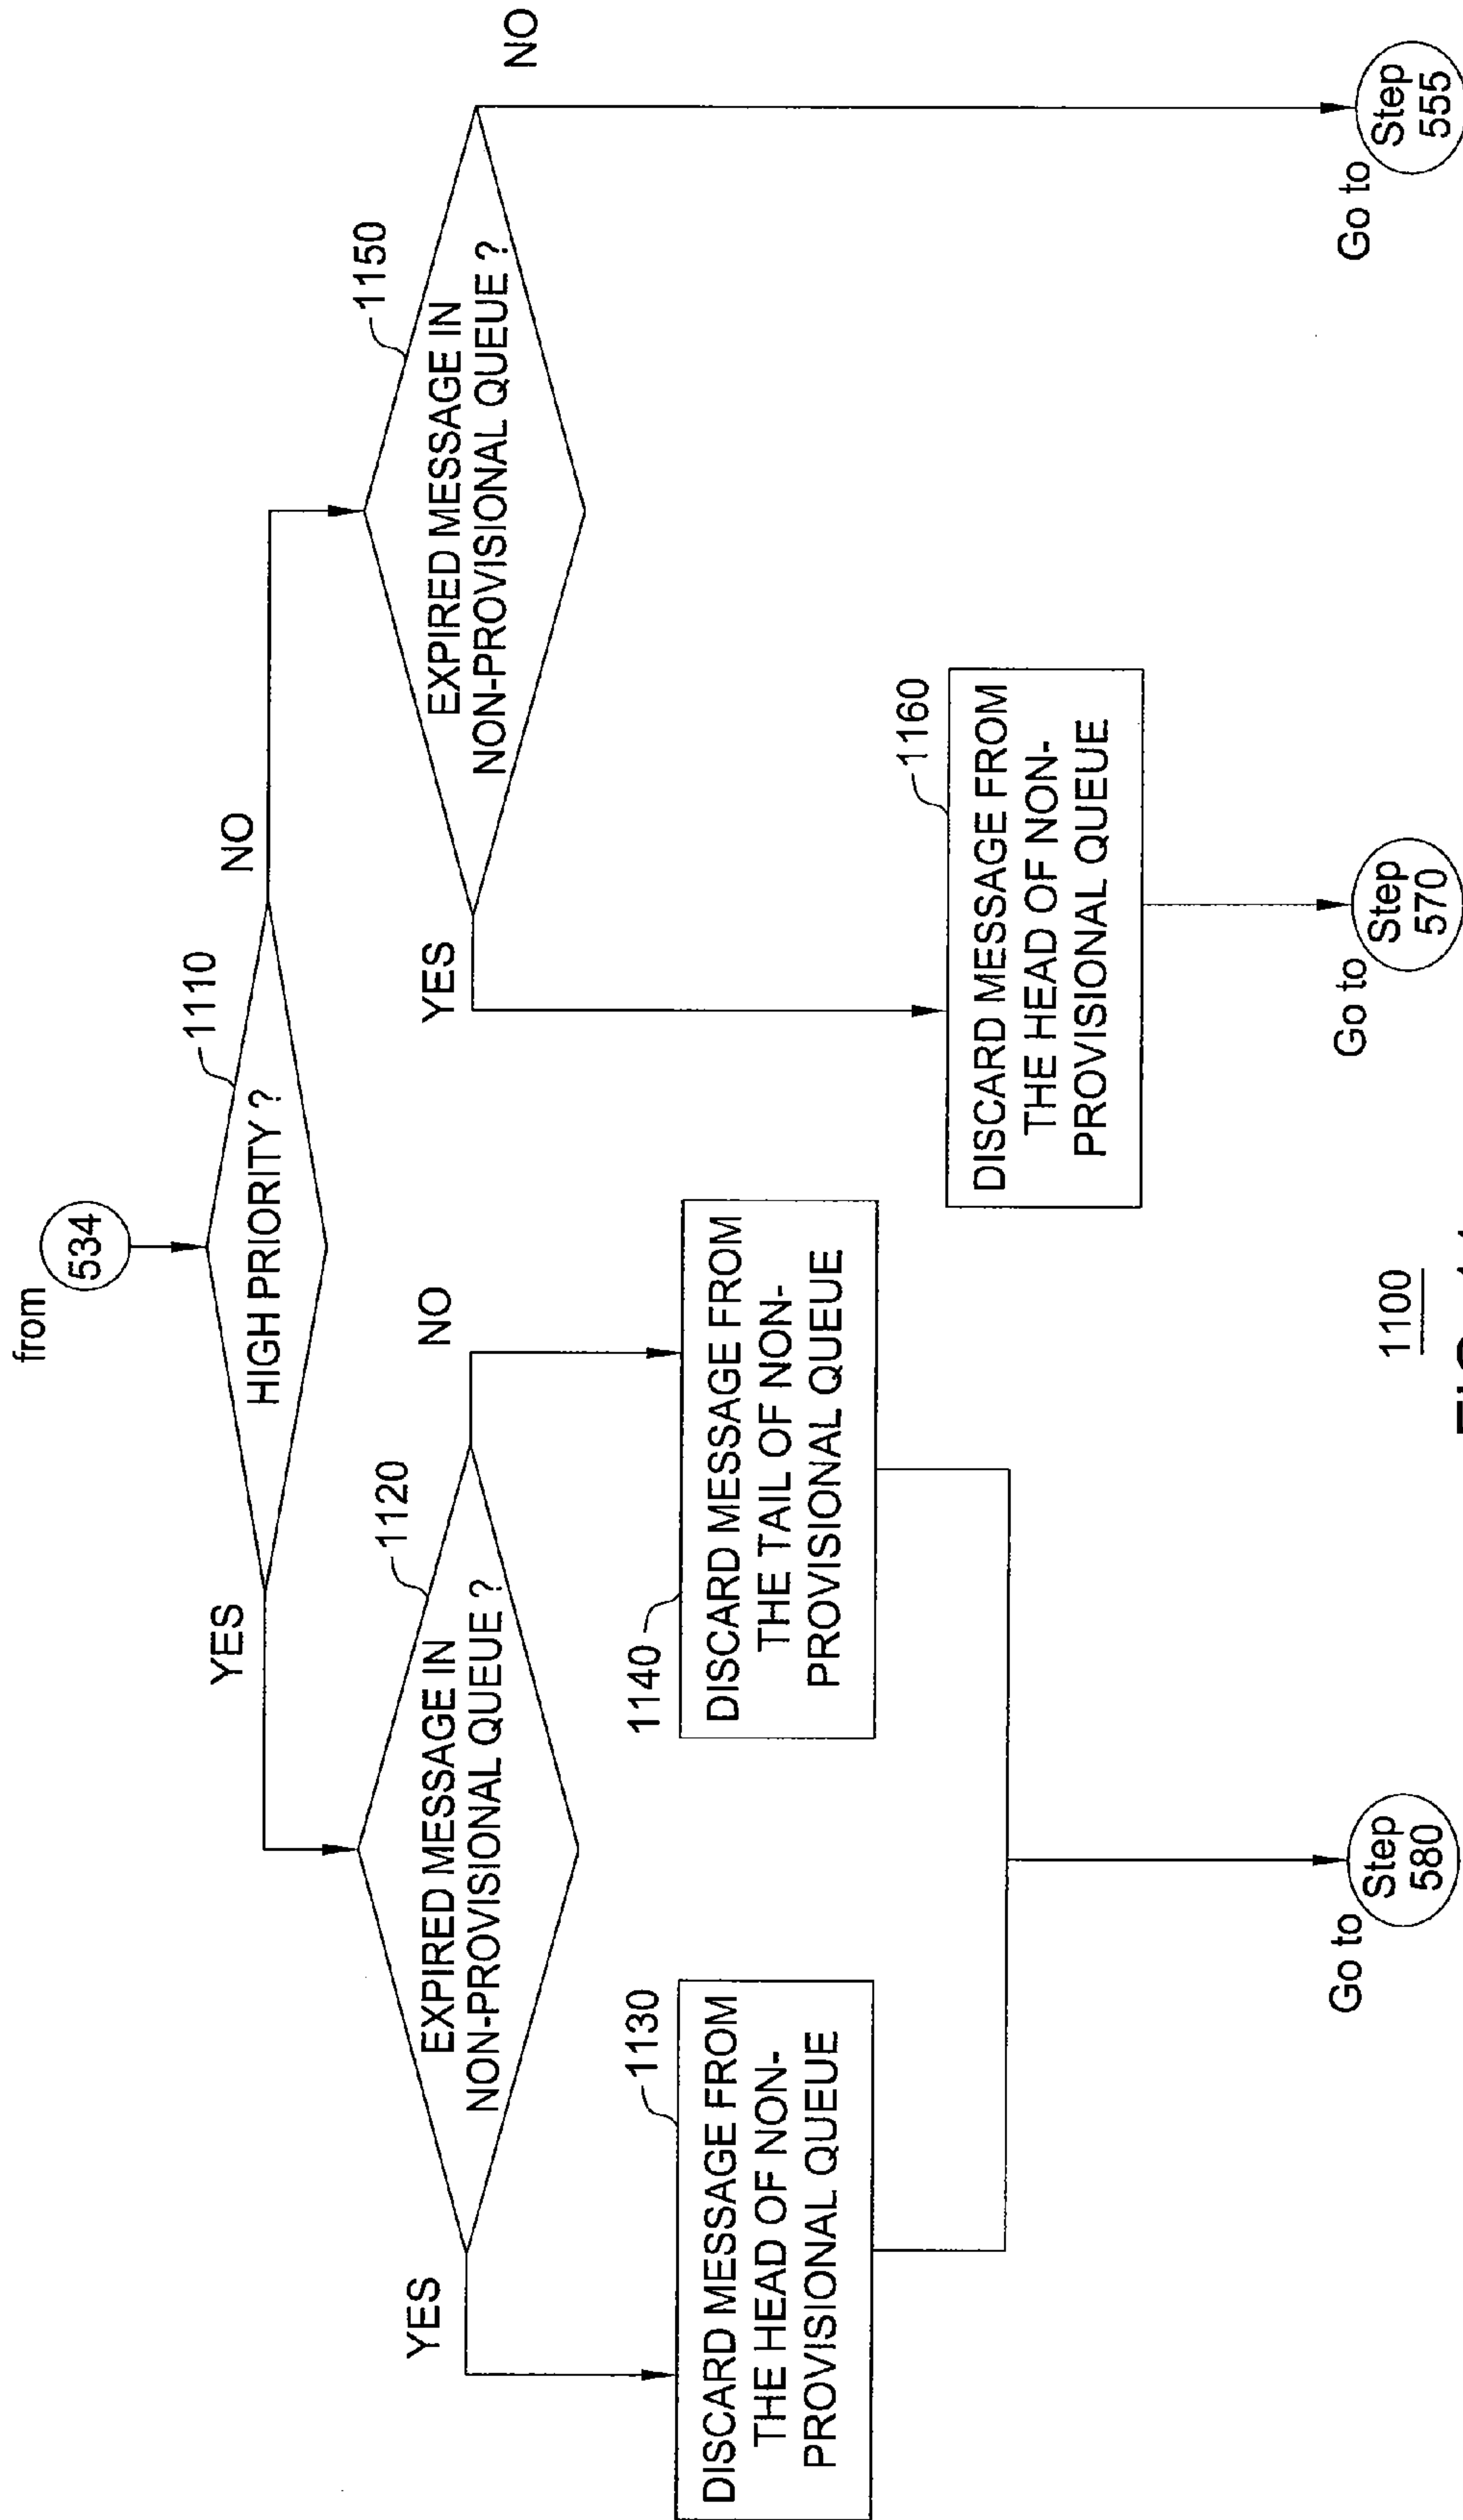 from
534
HIGH PRIORITY ?
1110
YES
NO
EXPIRED MESSAGE IN
NON-PROVISIONAL QUEUE ?
1120
YES
NO
EXPIRED MESSAGE IN
NON-PROVISIONAL QUEUE ?
1150
YES
NO
DISCARD MESSAGE FROM
THE HEAD OF NON-
PROVISIONAL QUEUE
1130
1140
DISCARD MESSAGE FROM
THE TAIL OF NON-
PROVISIONAL QUEUE
DISCARD MESSAGE FROM
THE HEAD OF NON-
PROVISIONAL QUEUE
1160
Go to
Step
580
Go to
Step
570
Go to
Step
555
1100